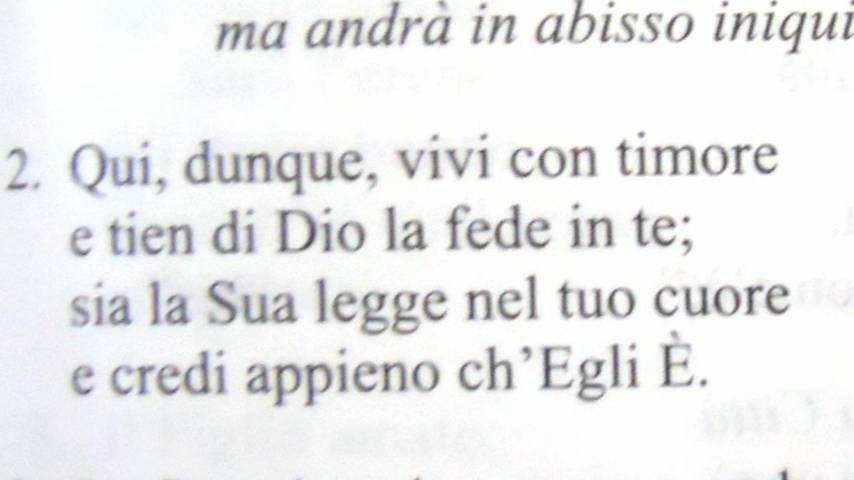 ma andrà in abisso iniqui
2. Qui, dunque, vivi con timore
e tien di Dio la fede in te;
sia la Sua legge nel tuo cuore
e credi appieno ch’Egli È.